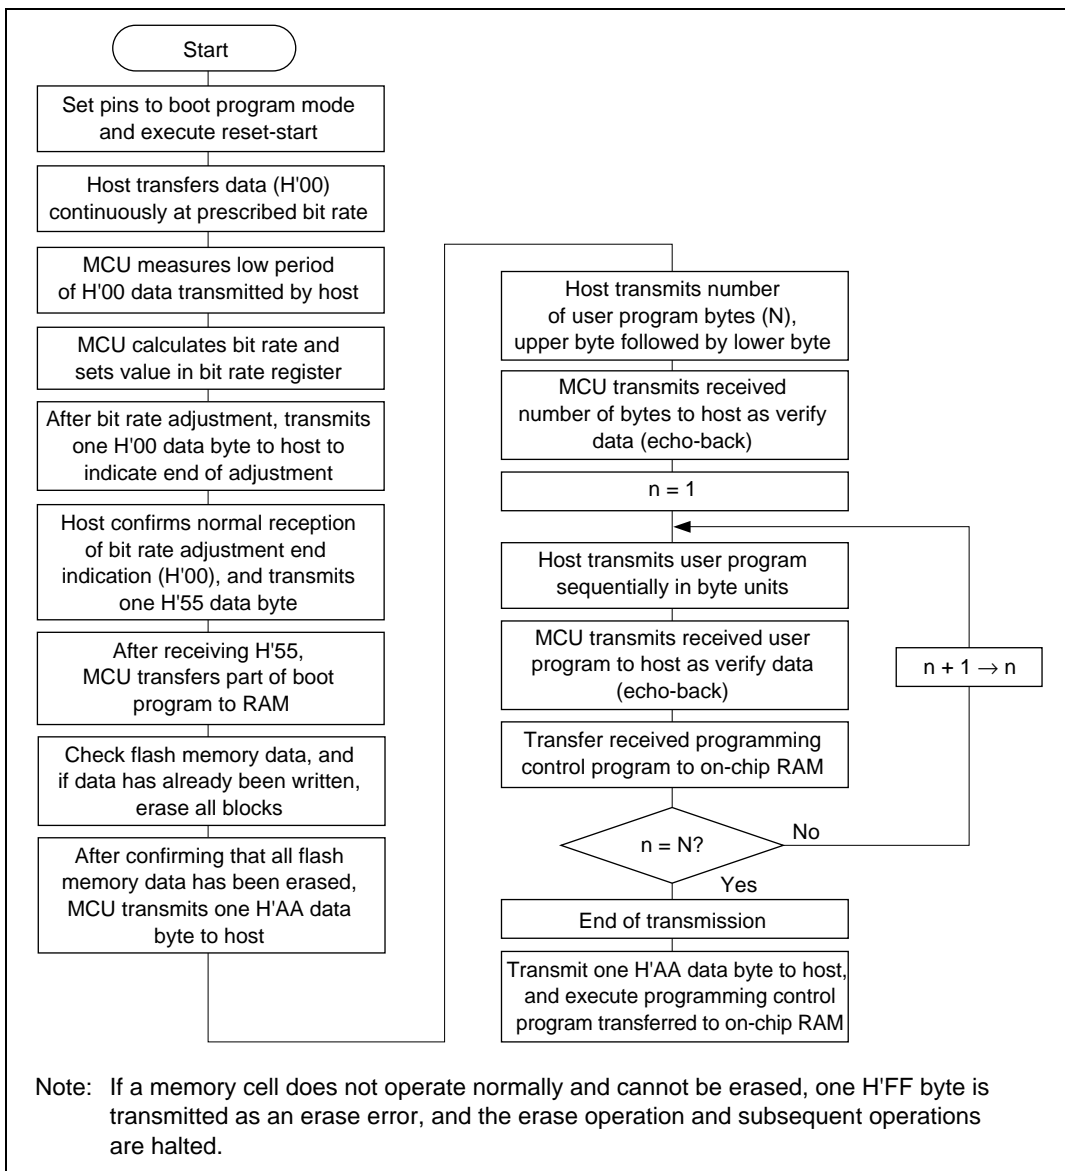 Start
Set pins to boot program mode
and execute reset-start
Host transfers data (H'00)
continuously at prescribed bit rate
MCU measures low period
of H'00 data transmitted by host
MCU calculates bit rate and
sets value in bit rate register
After bit rate adjustment, transmits
one H'00 data byte to host to
indicate end of adjustment
Host confirms normal reception
of bit rate adjustment end
indication (H'00), and transmits
one H'55 data byte
After receiving H'55,
MCU transfers part of boot
program to RAM
Check flash memory data, and
if data has already been written,
erase all blocks
After confirming that all flash
memory data has been erased,
MCU transmits one H'AA data
byte to host
Host transmits number
of user program bytes (N),
upper byte followed by lower byte
MCU transmits received
number of bytes to host as verify
data (echo-back)
n = 1
Host transmits user program
sequentially in byte units
MCU transmits received user
program to host as verify data
(echo-back)
n + 1 → n
Transfer received programming
control program to on-chip RAM
n = N?
No
Yes
End of transmission
Transmit one H'AA data byte to host,
and execute programming control
program transferred to on-chip RAM
Note: If a memory cell does not operate normally and cannot be erased, one H'FF byte is
transmitted as an erase error, and the erase operation and subsequent operations
are halted.